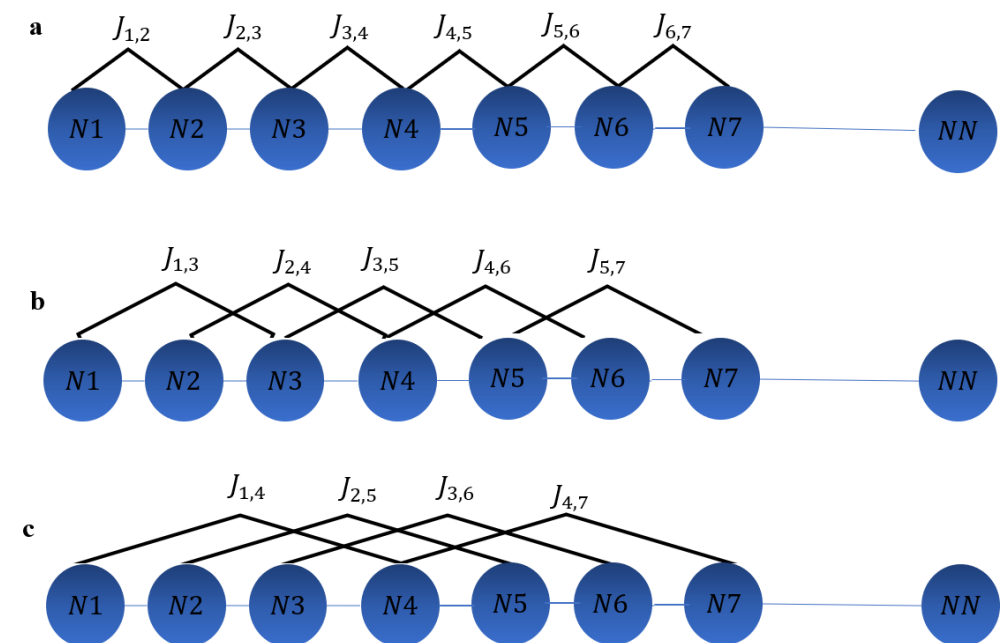 a
J1,2 J2,3 J3,4 J4,5 J5,6 J6,7
N1 N2 N3 N4 N5 N6 N7 NN
b
J1,3 J2,4 J3,5 J4,6 J5,7
N1 N2 N3 N4 N5 N6 N7 NN
c
J1,4 J2,5 J3,6 J4,7
N1 N2 N3 N4 N5 N6 N7 NN